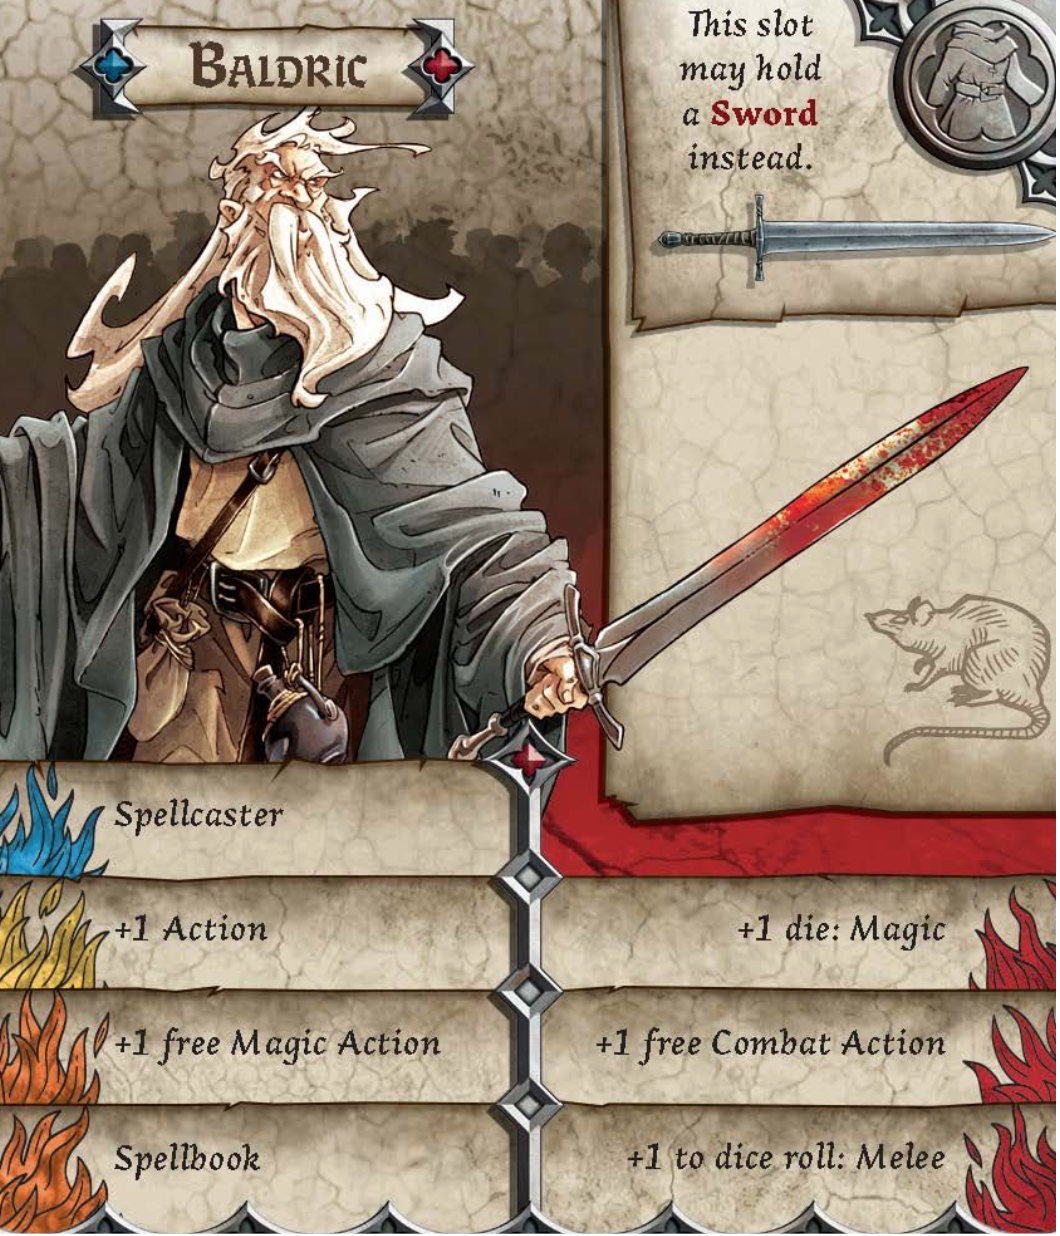 BALDRIC
This slot
may hold
a Sword
instead.
Spellcaster
+1 Action
+1 free Magic Action
Spellbook
+1 die: Magic
+1 free Combat Action
+1 to dice roll: Melee